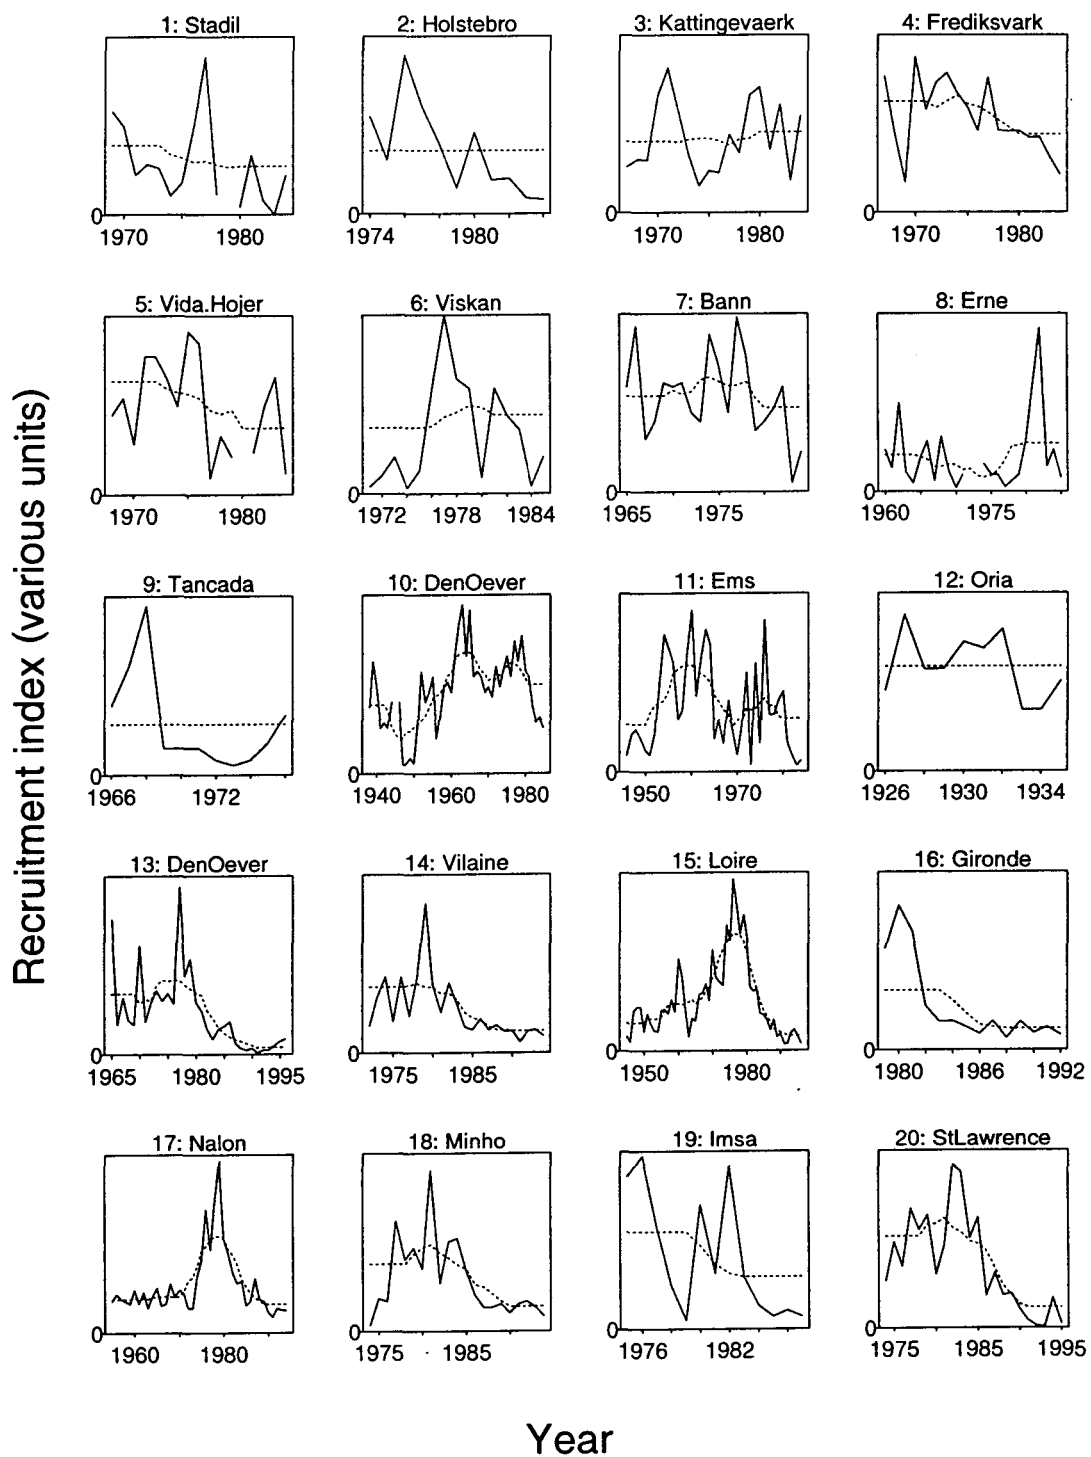 Recruitment index (various units)
1: Stadil
0
1970 1980
2: Holstebro
0
1974 1980
3: Kattingevaerk
0
1970 1980
4: Frediksvark
0
1970 1980
5: Vida.Hojer
0
1970 1980
6: Viskan
0
1972 1978 1984
7: Bann
0
1965 1975
8: Erne
0
1960 1975
9: Tancada
0
1966 1972
10: DenOever
0
1940 1960 1980
11: Ems
0
1950 1970
12: Oria
0
1926 1930 1934
13: DenOever
0
1965 1980 1995
14: Vilaine
0
1975 1985
15: Loire
0
1950 1980
16: Gironde
0
1980 1986 1992
17: Nalon
0
1960 1980
18: Minho
0
1975 1985
19: Imsa
0
1976 1982
20: StLawrence
0
1975 1985 1995
Year